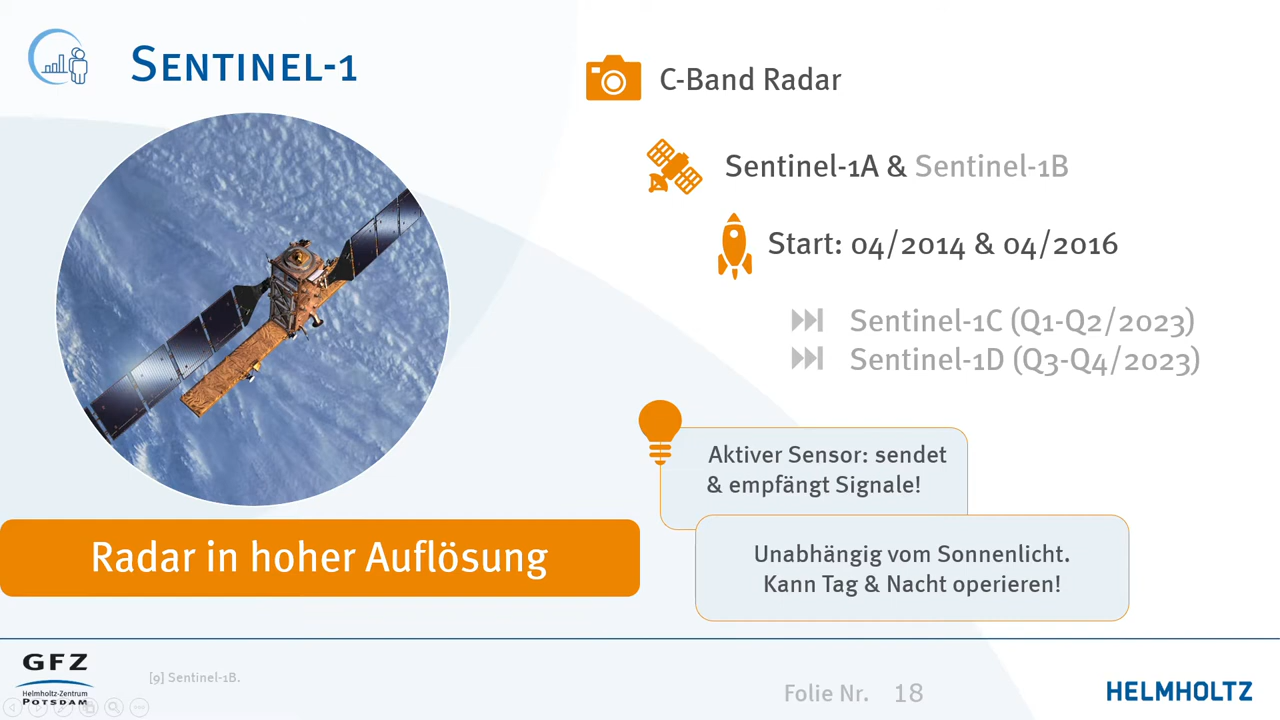 SENTINEL-1
C-Band Radar
Sentinel-1A & Sentinel-1B
Start: 04/2014 & 04/2016
Sentinel-1C (Q1-Q2/2023)
Sentinel-1D (Q3-Q4/2023)
Aktiver Sensor: sendet
& empfängt Signale!
Unabhängig vom Sonnenlicht.
Kann Tag & Nacht operieren!
Radar in hoher Auflösung
GFZ
Helmholtz-Zentrum
POTSDAM
[9] Sentinel-1B.
Folie Nr. 18
HELMHOLTZ